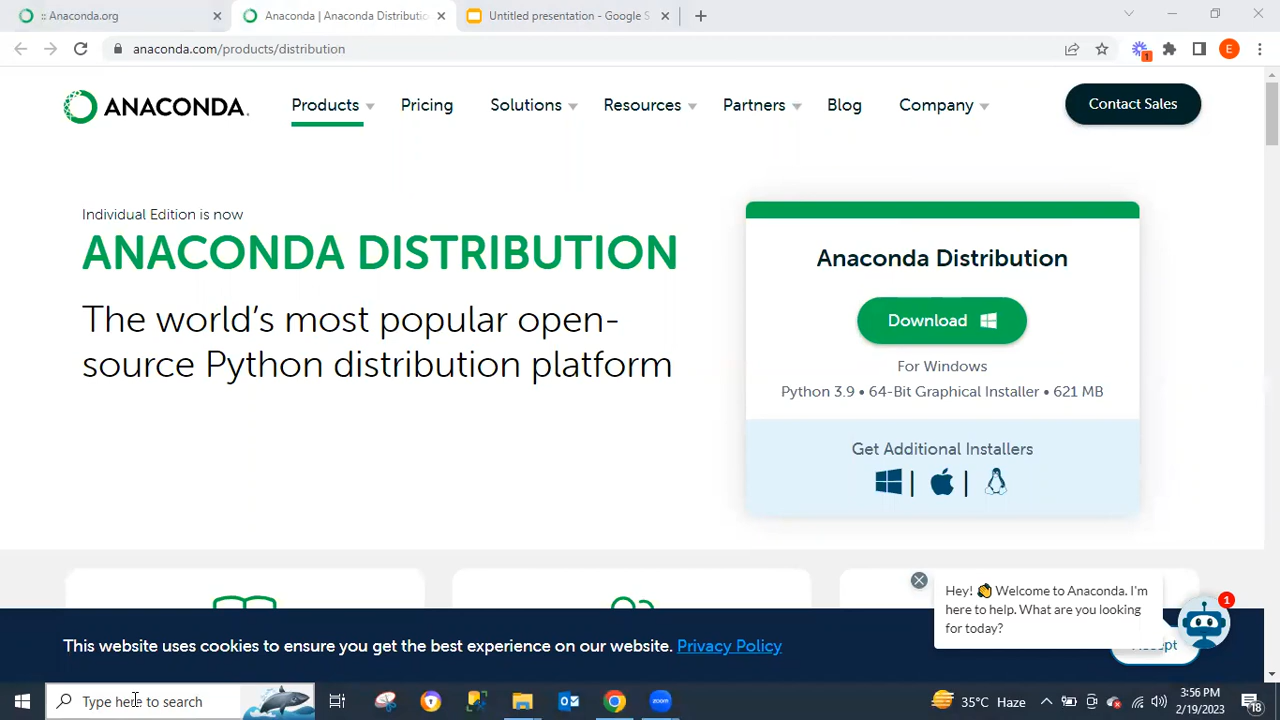 :: Anaconda.org
Anaconda | Anaconda Distributio
Untitled presentation - Google S
anaconda.com/products/distribution
1
E
ANACONDA.
Products
Pricing
Solutions
Resources
Partners
Blog
Company
Contact Sales
Individual Edition is now
ANACONDA DISTRIBUTION
The world's most popular open-
source Python distribution platform
Anaconda Distribution
Download
For Windows
Python 3.9 • 64-Bit Graphical Installer • 621 MB
Get Additional Installers
Hey! 👏 Welcome to Anaconda. I'm
here to help. What are you looking
for today?
1
This website uses cookies to ensure you get the best experience on our website. Privacy Policy
Accept
Type here to search
zoom
35°C Haze
3:56 PM
2/19/2023
18